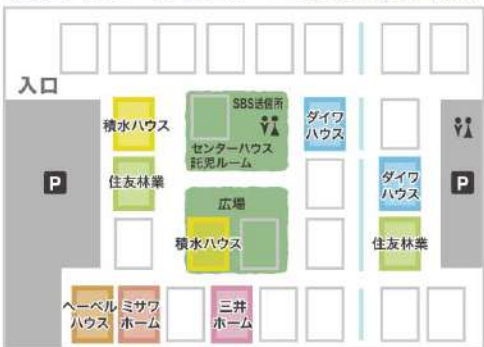 入口
積水ハウス
SBS送信所
センターハウス
託児ルーム
ダイワ
ハウス
P
住友林業
ダイワ
ハウス
P
広場
積水ハウス
住友林業
ヘーベル
ハウス
ミサワ
ホーム
三井
ホーム